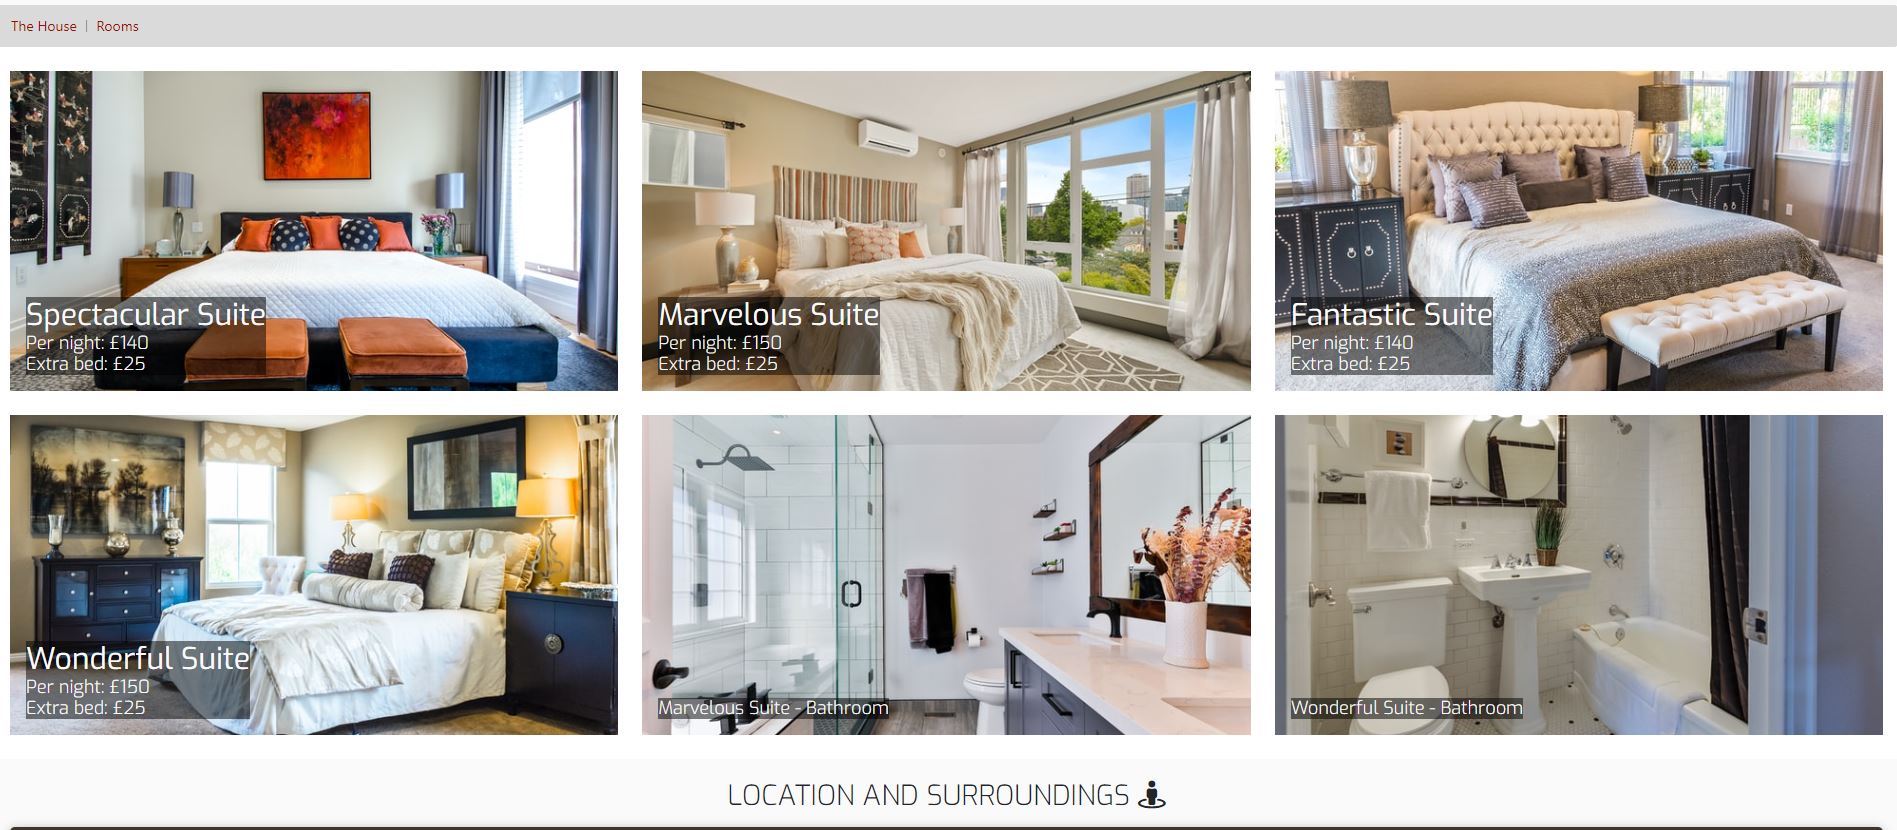 The House | Rooms
Spectacular Suite
Per night: £140
Extra bed: £25
Marvelous Suite
Per night: £150
Extra bed: £25
Fantastic Suite
Per night: £140
Extra bed: £25
Wonderful Suite
Per night: £150
Extra bed: £25
Marvelous Suite - Bathroom
Wonderful Suite - Bathroom
LOCATION AND SURROUNDINGS